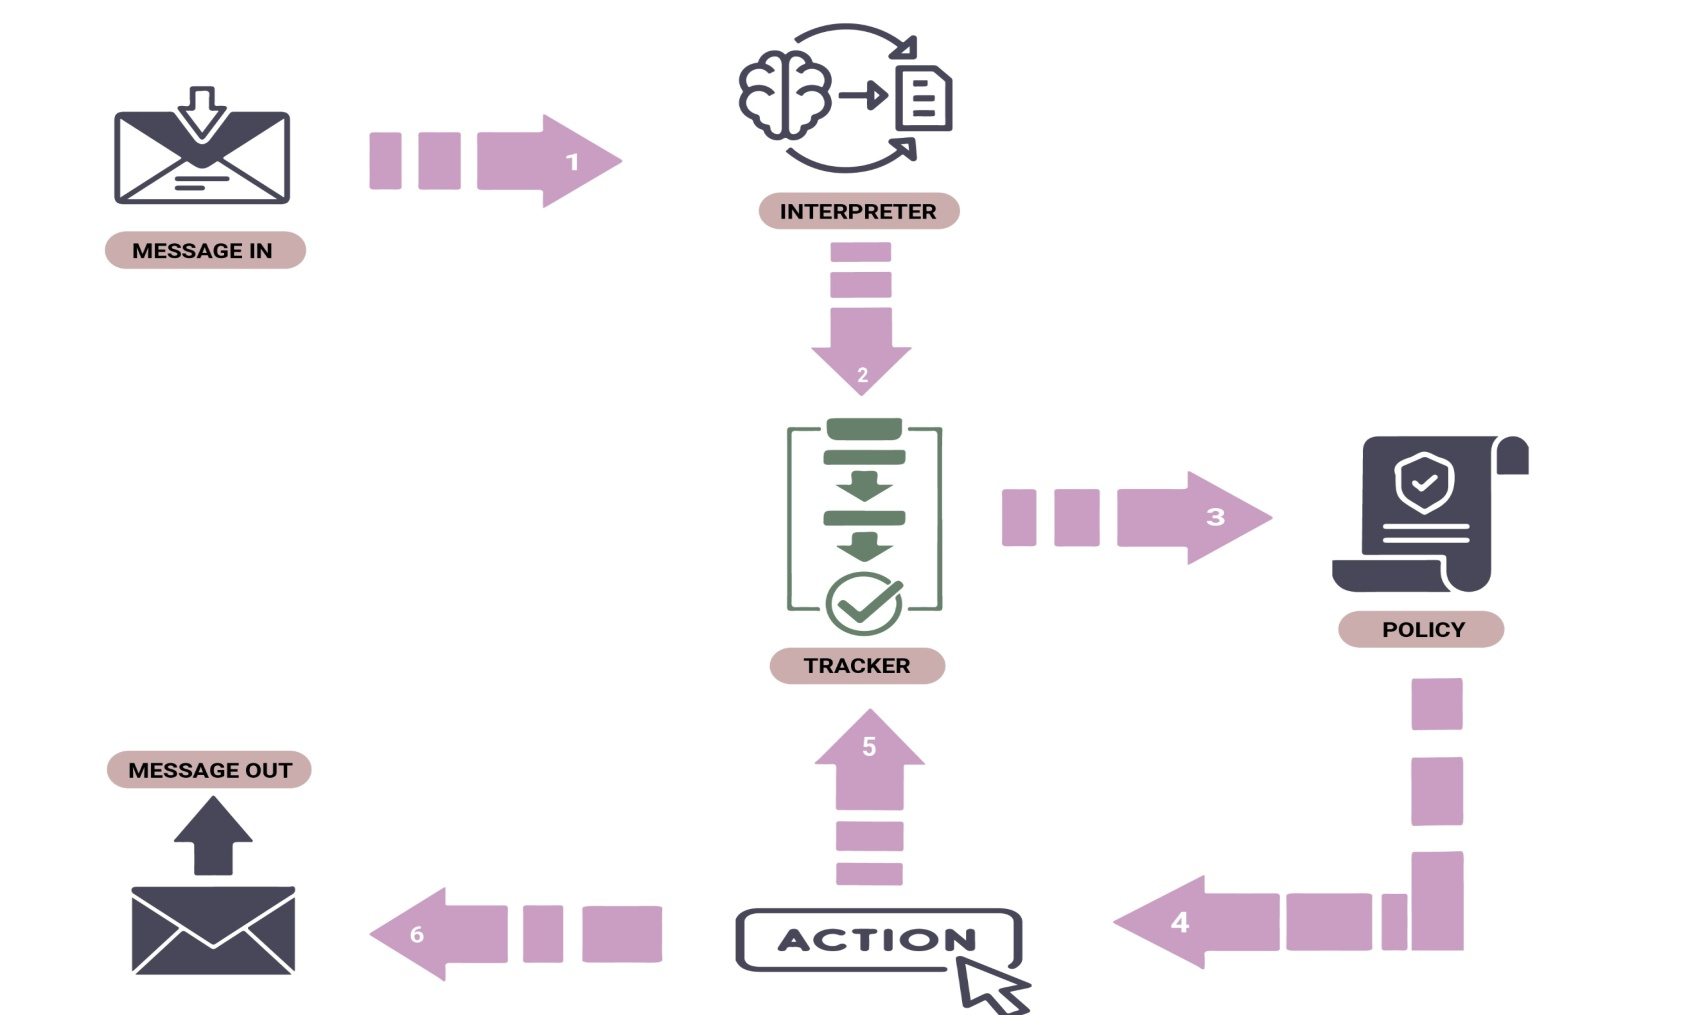 MESSAGE IN
1
INTERPRETER
2
TRACKER
3
POLICY
4
ACTION
5
6
MESSAGE OUT